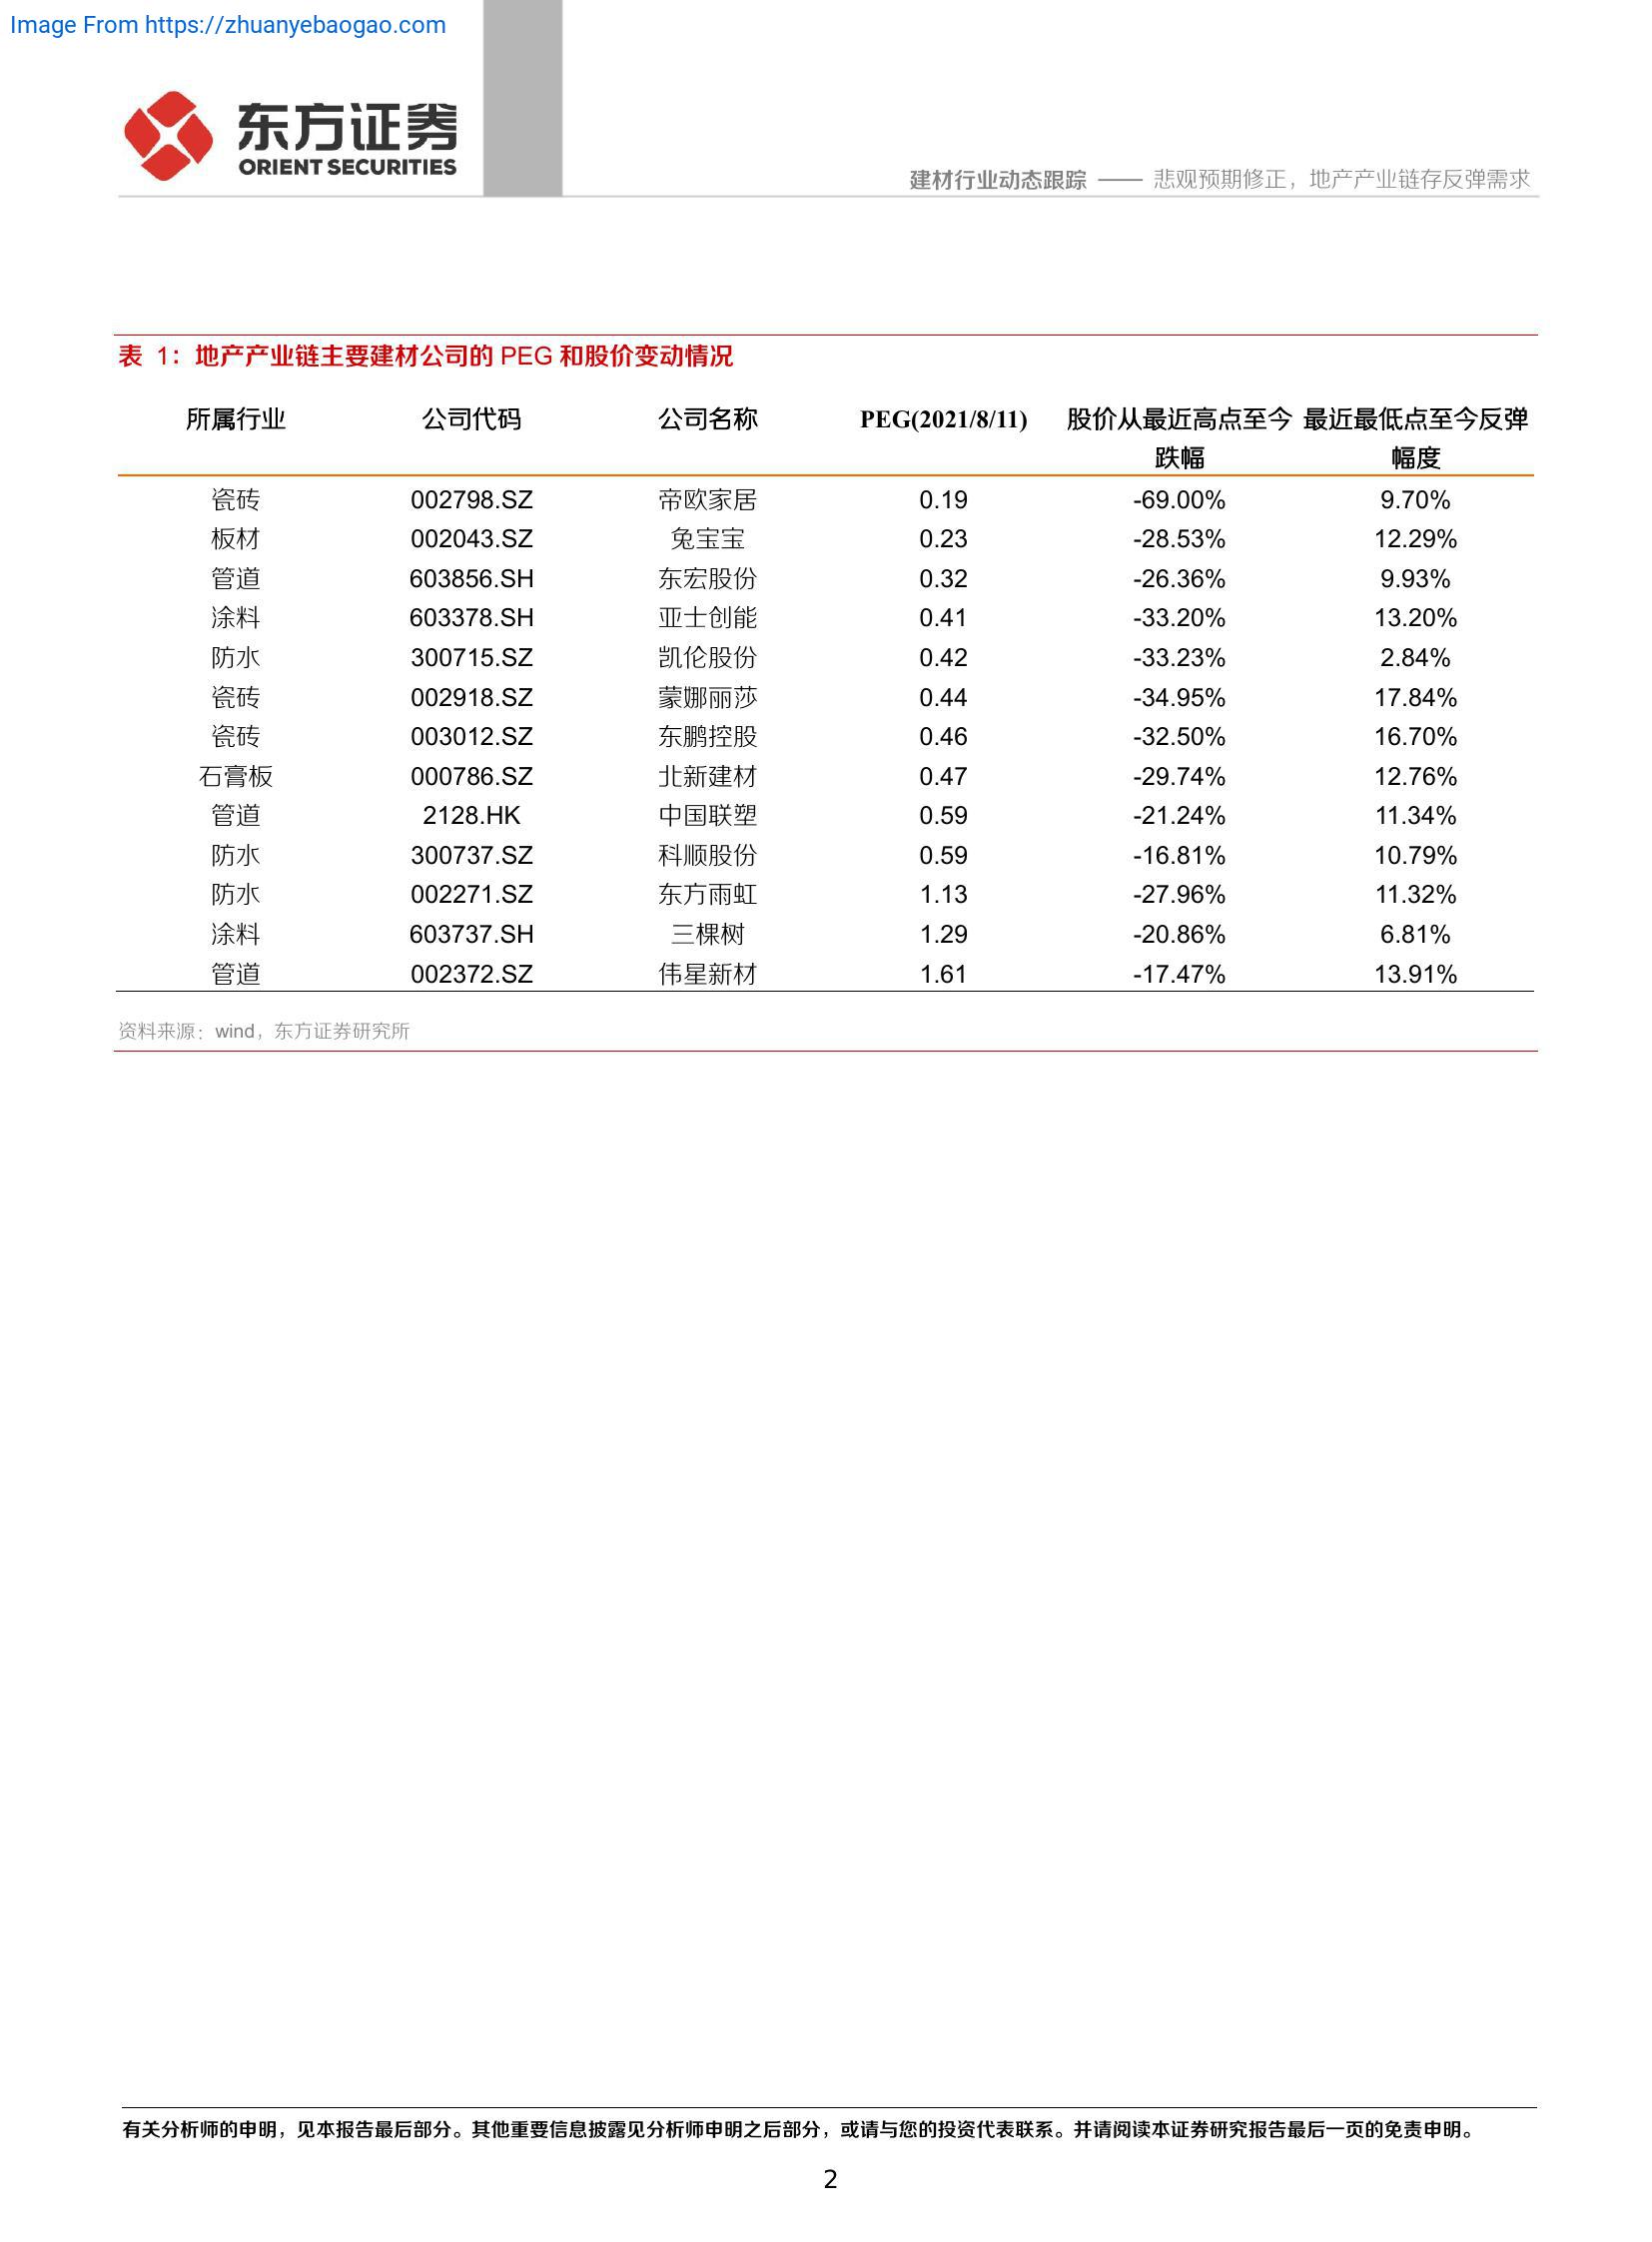 Image From https://zhuanyebaogao.com
东方证券
ORIENT SECURITIES
建材行业动态跟踪 —— 悲观预期修正，地产产业链存反弹需求
表 1：地产产业链主要建材公司的 PEG 和股价变动情况
所属行业 公司代码 公司名称 PEG(2021/8/11) 股价从最近高点至今 最近最低点至今反弹
跌幅 幅度
瓷砖 002798.SZ 帝欧家居 0.19 -69.00% 9.70%
板材 002043.SZ 兔宝宝 0.23 -28.53% 12.29%
管道 603856.SH 东宏股份 0.32 -26.36% 9.93%
涂料 603378.SH 亚士创能 0.41 -33.20% 13.20%
防水 300715.SZ 凯伦股份 0.42 -33.23% 2.84%
瓷砖 002918.SZ 蒙娜丽莎 0.44 -34.95% 17.84%
瓷砖 003012.SZ 东鹏控股 0.46 -32.50% 16.70%
石膏板 000786.SZ 北新建材 0.47 -29.74% 12.76%
管道 2128.HK 中国联塑 0.59 -21.24% 11.34%
防水 300737.SZ 科顺股份 0.59 -16.81% 10.79%
防水 002271.SZ 东方雨虹 1.13 -27.96% 11.32%
涂料 603737.SH 三棵树 1.29 -20.86% 6.81%
管道 002372.SZ 伟星新材 1.61 -17.47% 13.91%
资料来源：wind，东方证券研究所
有关分析师的申明，见本报告最后部分。其他重要信息披露见分析师申明之后部分，或请与您的投资代表联系。并请阅读本证券研究报告最后一页的免责申明。
2